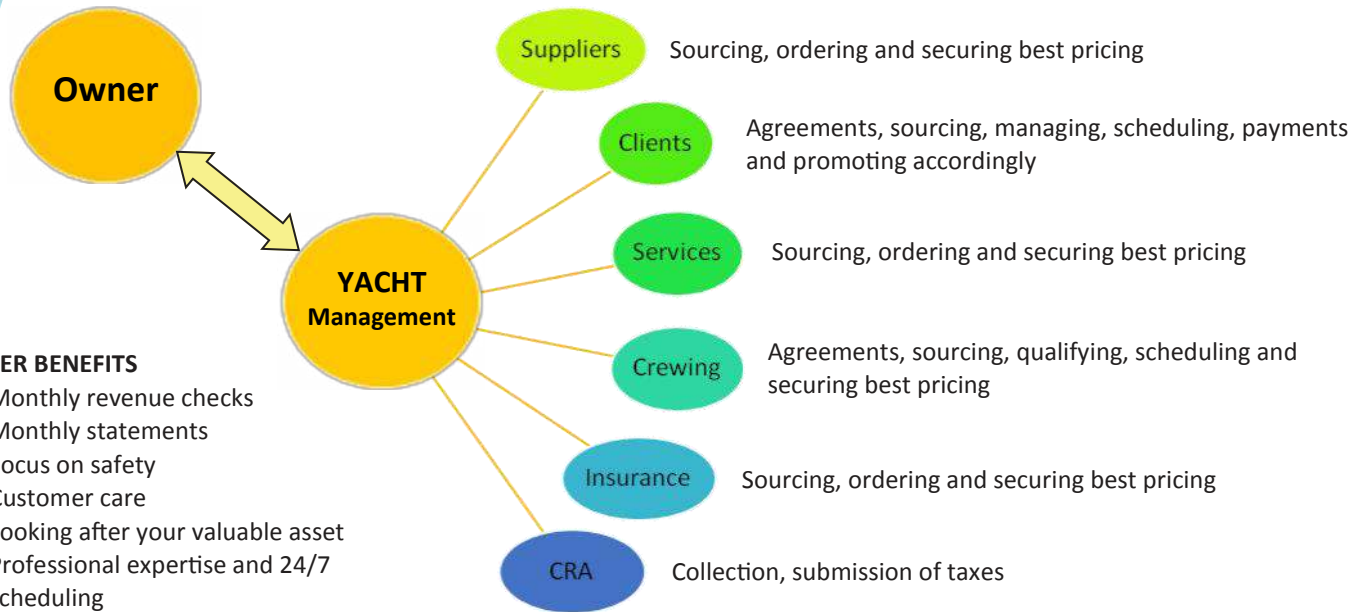 Owner
Suppliers
Sourcing, ordering and securing best pricing
Clients
Agreements, sourcing, managing, scheduling, payments
and promoting accordingly
Services
Sourcing, ordering and securing best pricing
YACHT
Management
Crewing
Agreements, sourcing, qualifying, scheduling and
securing best pricing
Insurance
Sourcing, ordering and securing best pricing
CRA
Collection, submission of taxes
ER BENEFITS
Monthly revenue checks
Monthly statements
ocus on safety
Customer care
ooking after your valuable asset
Professional expertise and 24/7
cheduling